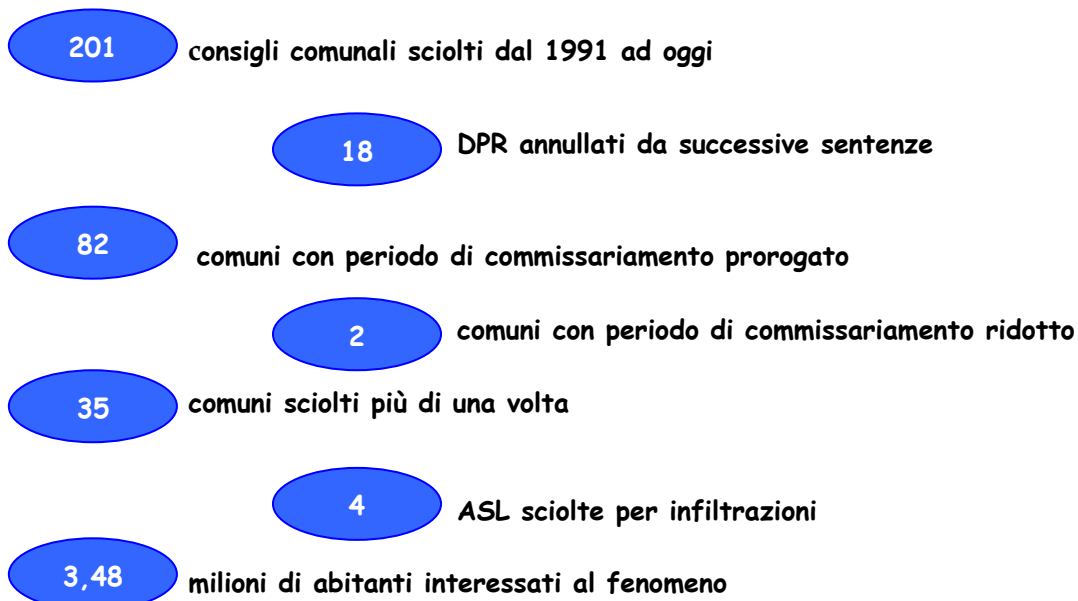 201 consigli comunali sciolti dal 1991 ad oggi
18 DPR annullati da successive sentenze
82 comuni con periodo di commissariamento prorogato
2 comuni con periodo di commissariamento ridotto
35 comuni sciolti più di una volta
4 ASL sciolte per infiltrazioni
3,48 milioni di abitanti interessati al fenomeno